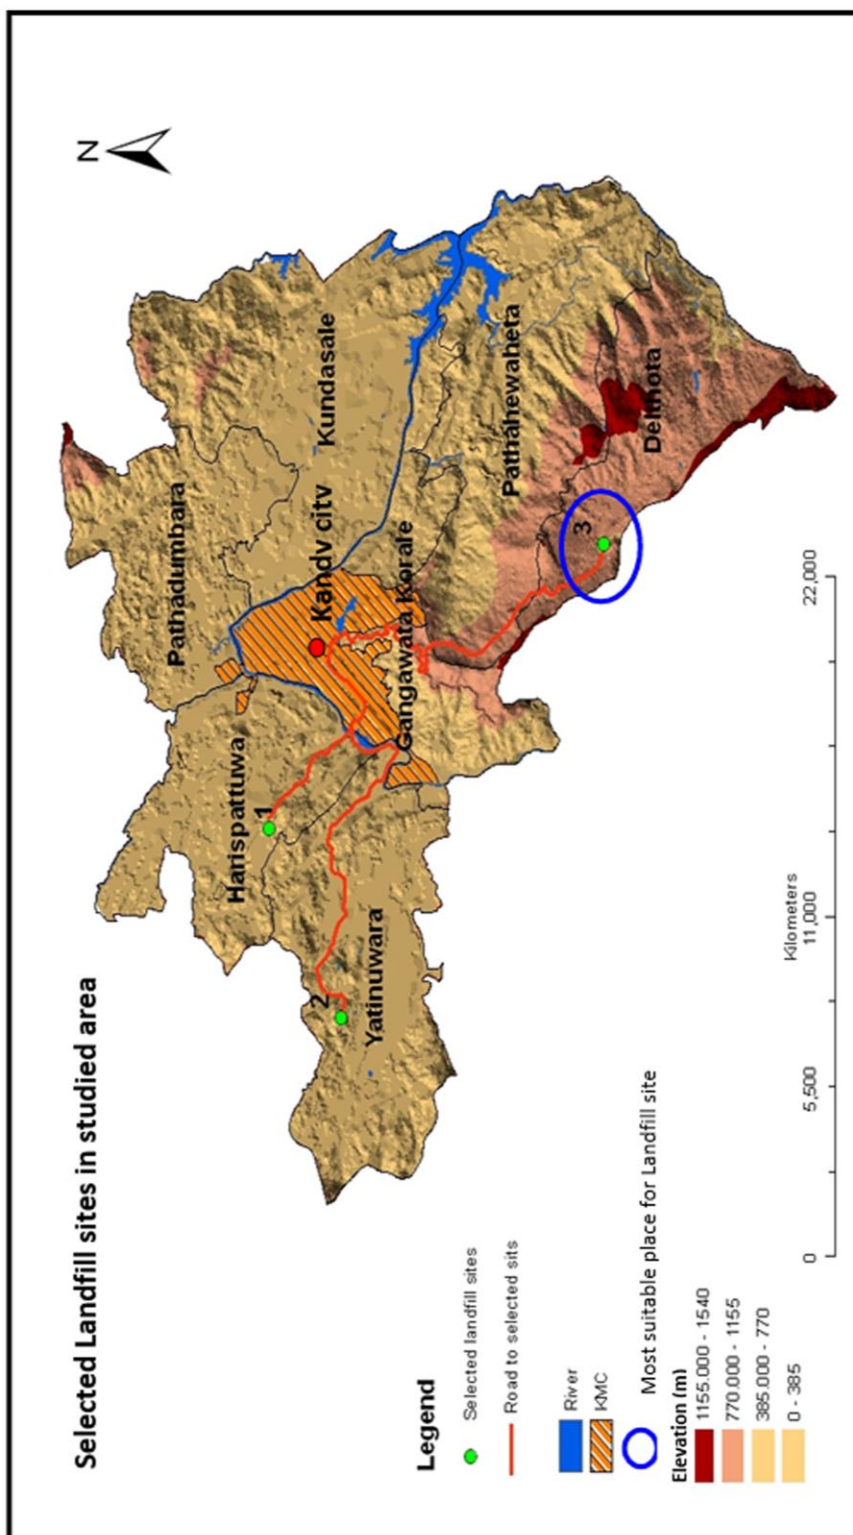 Selected Landfill sites in studied area
N
Pathadumbara
Harispattuwa
1
Kundasale
Kandv citv
2
Yatinuwara
Gangawata Korale
Pathahewaheta
3
Delthota
Legend
Selected landfill sites
Road to selected sits
River
KMC
Most suitable place for Landfill site
Elevation (m)
1155.000 - 1540
770.000 - 1155
385.000 - 770
0 - 385
Kilometers
0 5,500 11,000 22,000